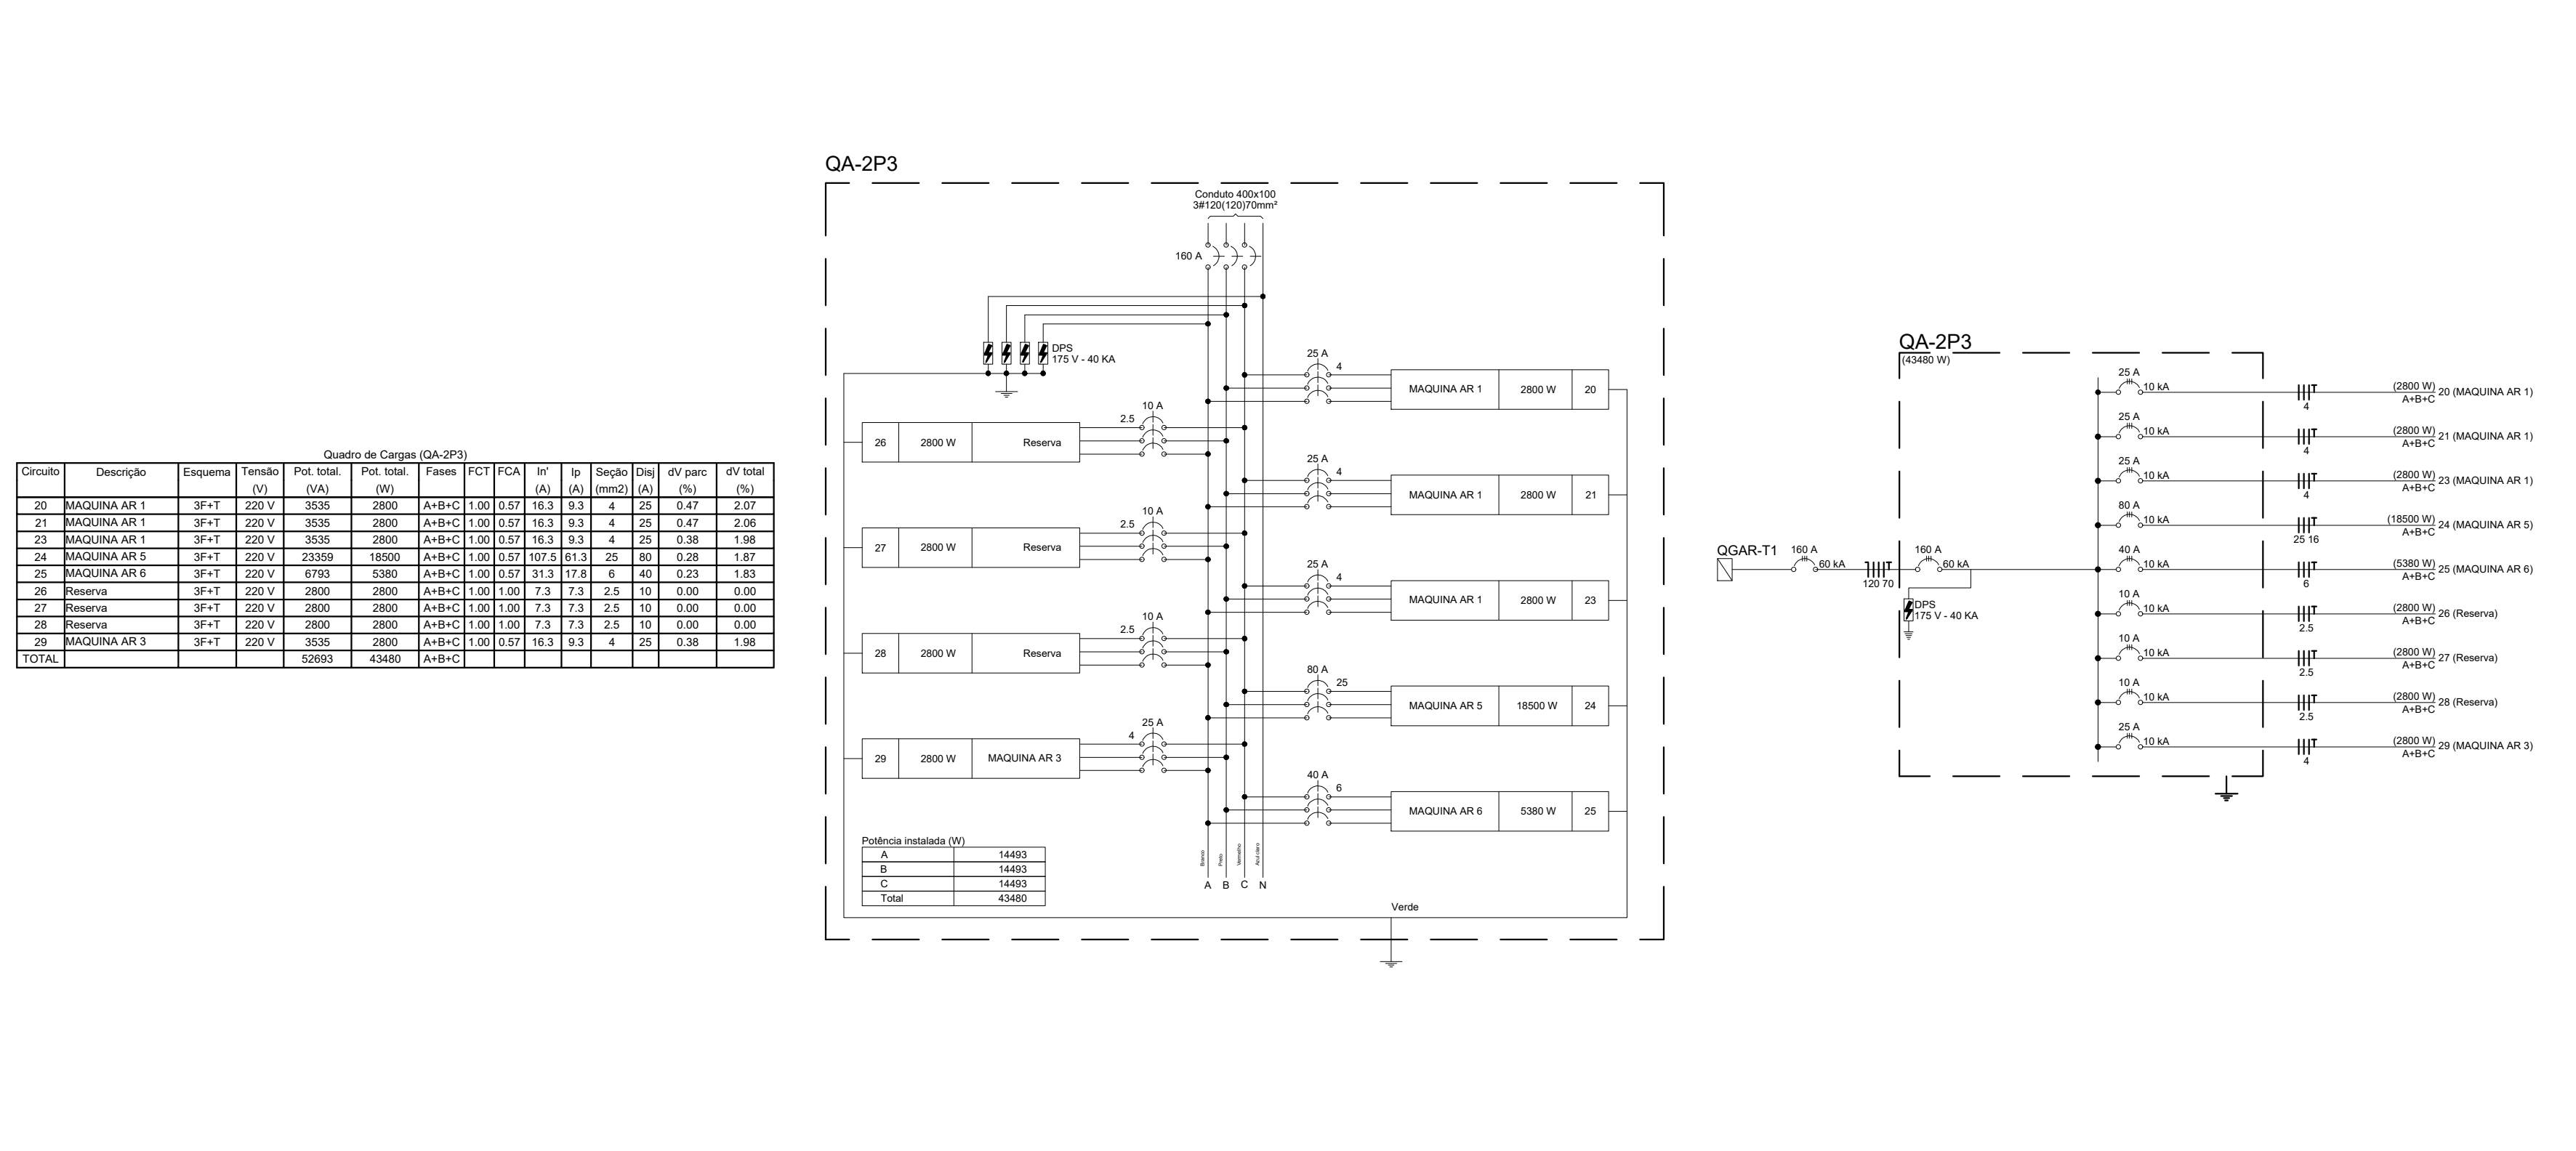 Quadro de Cargas (QA-2P3)
Circuito Descrição Esquema Tensão Pot. total. Pot. total. Fases FCT FCA In' Ip Seção Disj dV parc dV total
(V) (VA) (W) (A) (A) (mm2) (A) (%) (%)
20 MAQUINA AR 1 3F+T 220 V 3535 2800 A+B+C 1.00 0.57 16.3 9.3 4 25 0.47 2.07
21 MAQUINA AR 1 3F+T 220 V 3535 2800 A+B+C 1.00 0.57 16.3 9.3 4 25 0.47 2.06
23 MAQUINA AR 1 3F+T 220 V 3535 2800 A+B+C 1.00 0.57 16.3 9.3 4 25 0.38 1.98
24 MAQUINA AR 5 3F+T 220 V 23359 18500 A+B+C 1.00 0.57 107.5 61.3 25 80 0.28 1.87
25 MAQUINA AR 6 3F+T 220 V 6793 5380 A+B+C 1.00 0.57 31.3 17.8 6 40 0.23 1.83
26 Reserva 3F+T 220 V 2800 2800 A+B+C 1.00 1.00 7.3 7.3 2.5 10 0.00 0.00
27 Reserva 3F+T 220 V 2800 2800 A+B+C 1.00 1.00 7.3 7.3 2.5 10 0.00 0.00
28 Reserva 3F+T 220 V 2800 2800 A+B+C 1.00 1.00 7.3 7.3 2.5 10 0.00 0.00
29 MAQUINA AR 3 3F+T 220 V 3535 2800 A+B+C 1.00 0.57 16.3 9.3 4 25 0.38 1.98
TOTAL 52693 43480 A+B+C
QA-2P3
Conduto 400x100
3#120(120)70mm²
160 A
DPS
175 V - 40 KA
25 A
4
MAQUINA AR 1 2800 W 20
10 A
2.5
26 2800 W Reserva
25 A
4
MAQUINA AR 1 2800 W 21
10 A
2.5
27 2800 W Reserva
25 A
4
MAQUINA AR 1 2800 W 23
10 A
2.5
28 2800 W Reserva
80 A
25
MAQUINA AR 5 18500 W 24
25 A
4
29 2800 W MAQUINA AR 3
40 A
6
MAQUINA AR 6 5380 W 25
Potência instalada (W)
A 14493
B 14493
C 14493
Total 43480
Branco
Preto
Vermelho
Azul claro
A B C N
Verde
QA-2P3
(43480 W)
QGAR-T1
160 A
60 kA
120 70
160 A
60 kA
DPS
175 V - 40 KA
25 A
10 kA
4
(2800 W)
A+B+C
20 (MAQUINA AR 1)
25 A
10 kA
4
(2800 W)
A+B+C
21 (MAQUINA AR 1)
25 A
10 kA
4
(2800 W)
A+B+C
23 (MAQUINA AR 1)
80 A
10 kA
25 16
(18500 W)
A+B+C
24 (MAQUINA AR 5)
40 A
10 kA
6
(5380 W)
A+B+C
25 (MAQUINA AR 6)
10 A
10 kA
2.5
(2800 W)
A+B+C
26 (Reserva)
10 A
10 kA
2.5
(2800 W)
A+B+C
27 (Reserva)
10 A
10 kA
2.5
(2800 W)
A+B+C
28 (Reserva)
25 A
10 kA
4
(2800 W)
A+B+C
29 (MAQUINA AR 3)